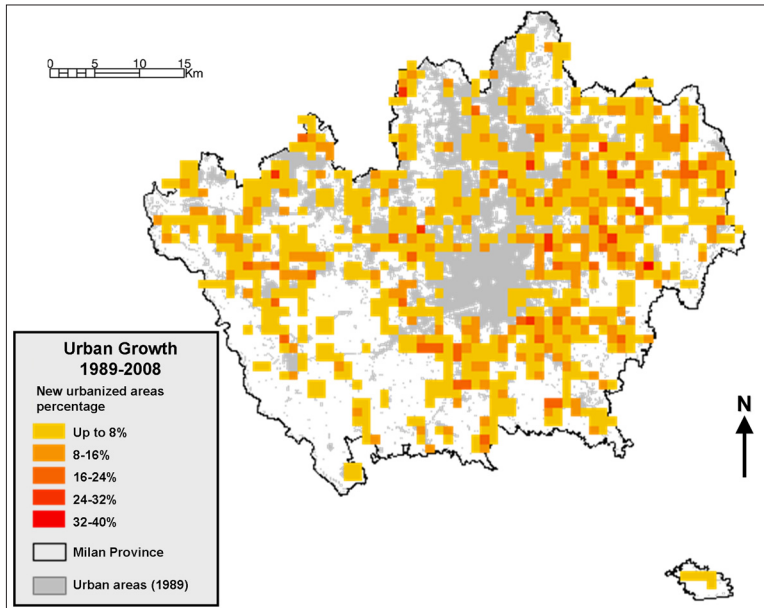 0 5 10 15
Km
Urban Growth
1989-2008
New urbanized areas
percentage
Up to 8%
8-16%
16-24%
24-32%
32-40%
Milan Province
Urban areas (1989)
N